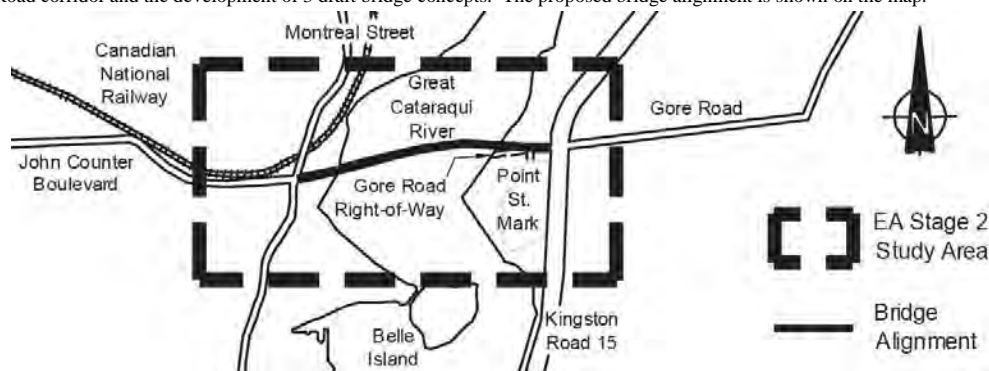 Road corridor and the development of 3 draft bridge concepts. The proposed bridge alignment is shown on the map.
Montreal Street
Canadian
National
Railway
Great
Cataraqui
River
Gore Road
N
John Counter
Boulevard
Gore Road
Right-of-Way
Point
St.
Mark
EA Stage 2
Study Area
Belle
Island
Kingston
Road 15
Bridge
Alignment